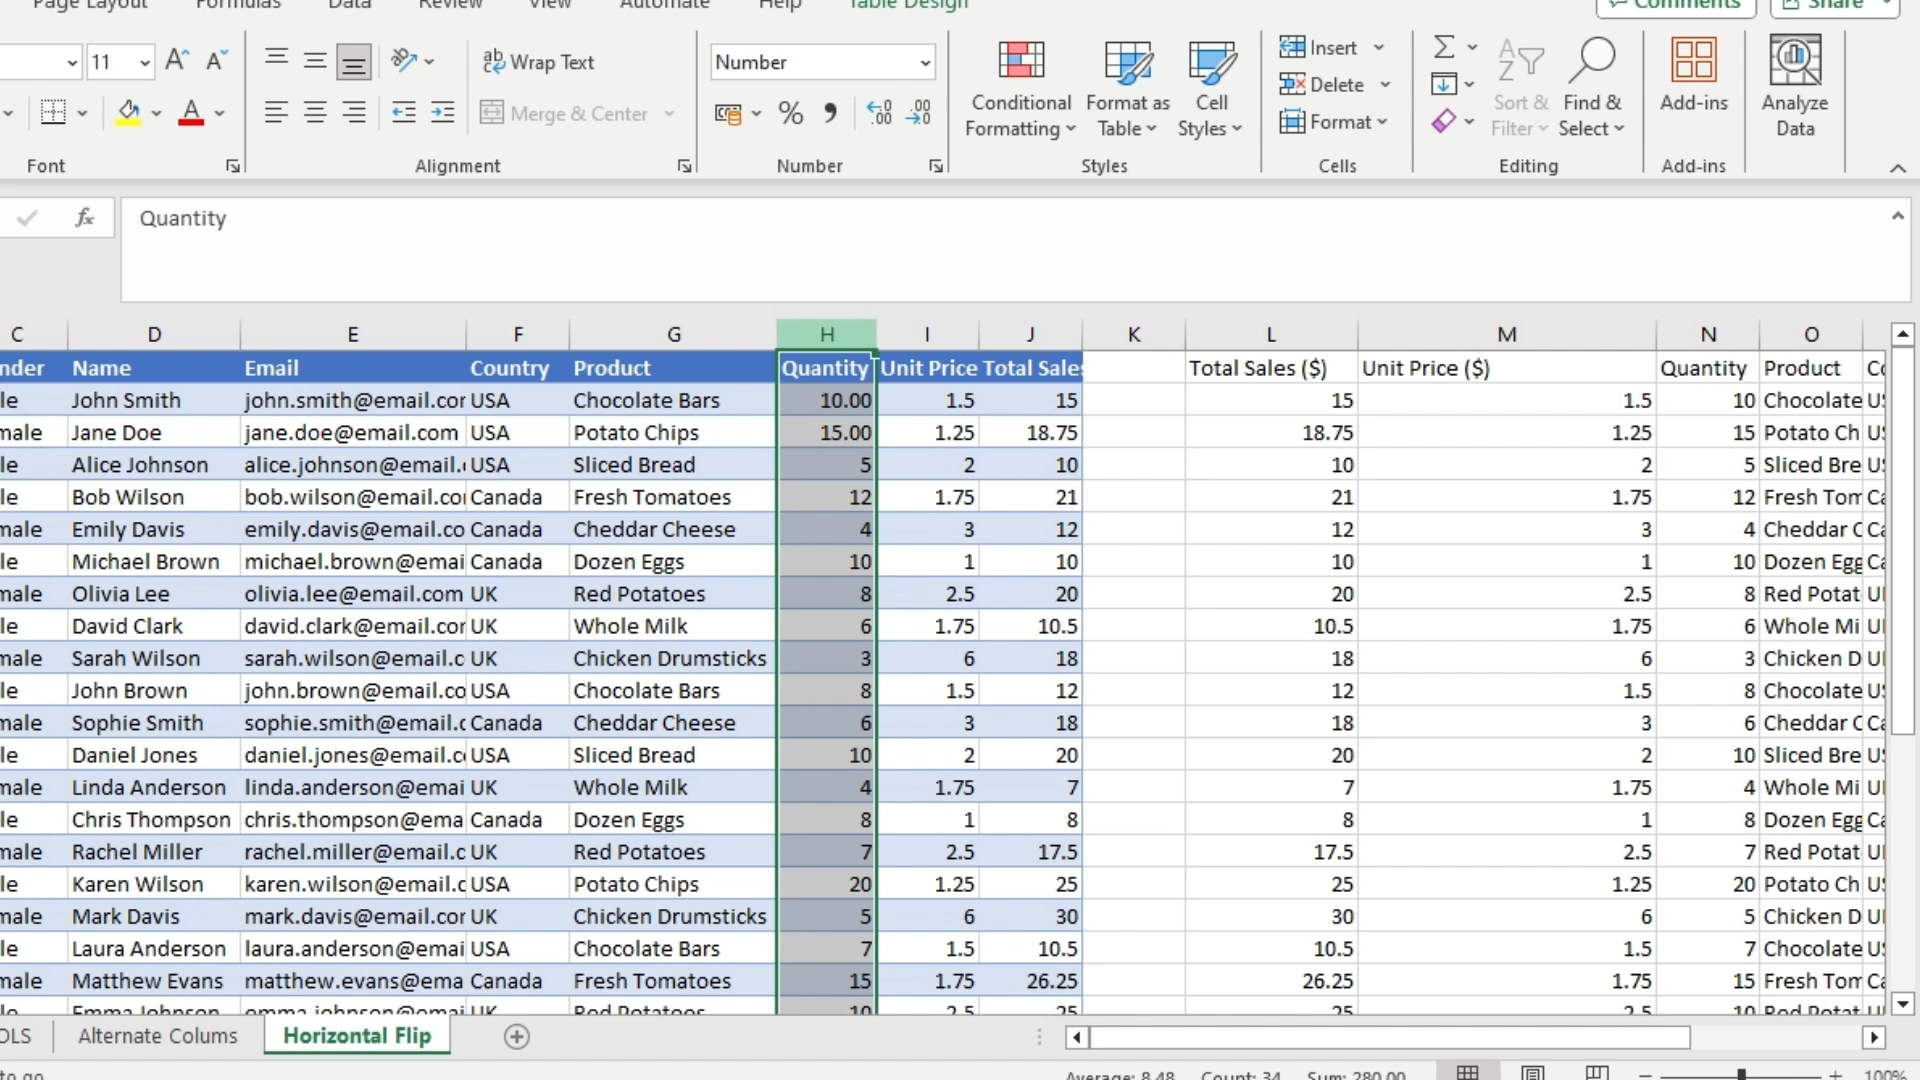 Page Layout Formulas Data Review View Automate Help Table Design Comments Share
11 Wrap Text Number Insert
Delete
Conditional Formatting Format as Table Cell Styles
Merge & Center Format Sort & Filter Find & Select Add-ins Analyze Data
Font Alignment Number Styles Cells Editing Add-ins
fx Quantity
C D E F G H I J K L M N O
nder Name Email Country Product Quantity Unit Price Total Sales Total Sales ($) Unit Price ($) Quantity Product
le John Smith john.smith@email.cor USA Chocolate Bars 10.00 1.5 15 15 1.5 10 Chocolate
male Jane Doe jane.doe@email.com USA Potato Chips 15.00 1.25 18.75 18.75 1.25 15 Potato Ch
le Alice Johnson alice.johnson@email. USA Sliced Bread 5 2 10 10 2 5 Sliced Bre
le Bob Wilson bob.wilson@email.co Canada Fresh Tomatoes 12 1.75 21 21 1.75 12 Fresh Tom
male Emily Davis emily.davis@email.co Canada Cheddar Cheese 4 3 12 12 3 4 Cheddar C
le Michael Brown michael.brown@emai Canada Dozen Eggs 10 1 10 10 1 10 Dozen Egg
male Olivia Lee olivia.lee@email.com UK Red Potatoes 8 2.5 20 20 2.5 8 Red Potat
le David Clark david.clark@email.cor UK Whole Milk 6 1.75 10.5 10.5 1.75 6 Whole Mi
male Sarah Wilson sarah.wilson@email.c UK Chicken Drumsticks 3 6 18 18 6 3 Chicken D
le John Brown john.brown@email.co USA Chocolate Bars 8 1.5 12 12 1.5 8 Chocolate
male Sophie Smith sophie.smith@email.c Canada Cheddar Cheese 6 3 18 18 3 6 Cheddar C
le Daniel Jones daniel.jones@email.c USA Sliced Bread 10 2 20 20 2 10 Sliced Bre
male Linda Anderson linda.anderson@emai UK Whole Milk 4 1.75 7 7 1.75 4 Whole Mi
le Chris Thompson chris.thompson@ema Canada Dozen Eggs 8 1 8 8 1 8 Dozen Egg
male Rachel Miller rachel.miller@email.c UK Red Potatoes 7 2.5 17.5 17.5 2.5 7 Red Potat
le Karen Wilson karen.wilson@email.c USA Potato Chips 20 1.25 25 25 1.25 20 Potato Ch
male Mark Davis mark.davis@email.cor UK Chicken Drumsticks 5 6 30 30 6 5 Chicken D
le Laura Anderson laura.anderson@emai USA Chocolate Bars 7 1.5 10.5 10.5 1.5 7 Chocolate
male Matthew Evans matthew.evans@ema Canada Fresh Tomatoes 15 1.75 26.25 26.25 1.75 15 Fresh Tom
Emma Johnson emma.johnson@emai UK Red Potatoes 10 2.5 25 25 2.5 10 Red Potat
OLS Alternate Colums Horizontal Flip
to go Average: 8.48 Count: 34 Sum: 280.00 100%